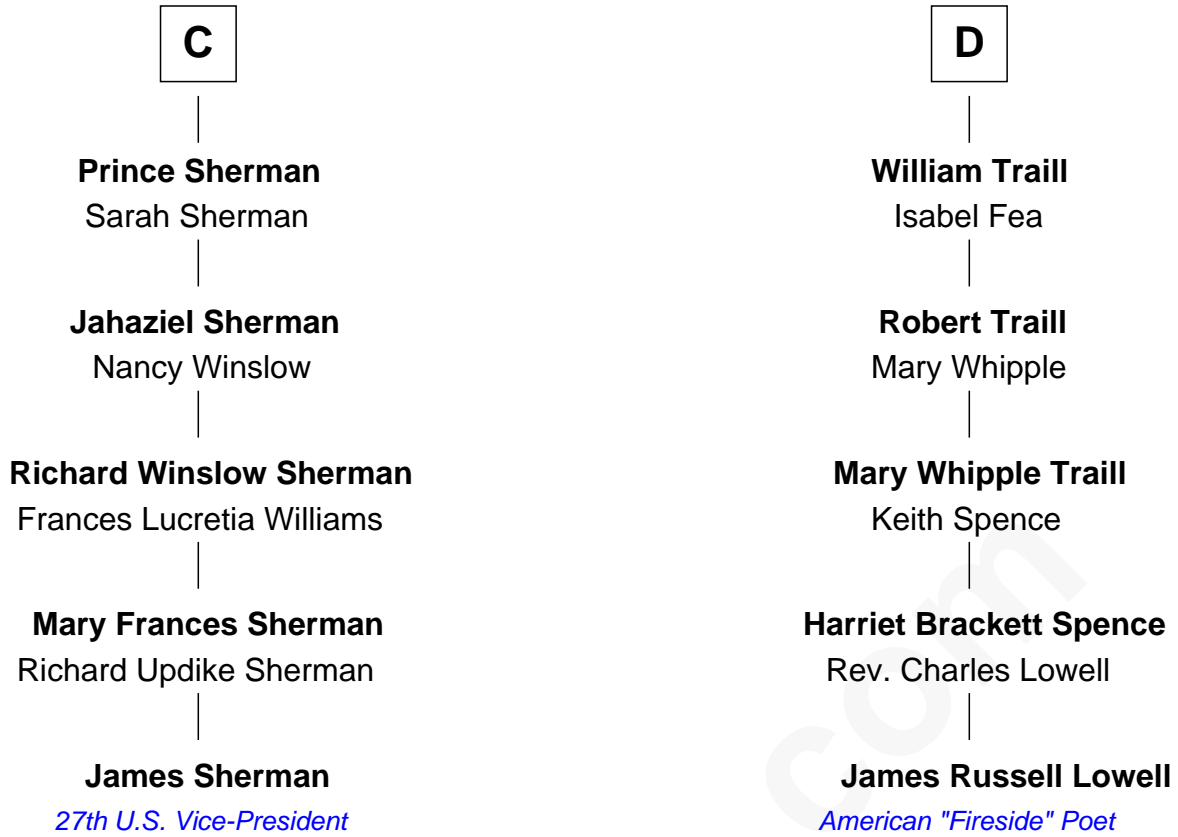 C
Prince Sherman
Sarah Sherman
Jahaziel Sherman
Nancy Winslow
Richard Winslow Sherman
Frances Lucretia Williams
Mary Frances Sherman
Richard Updike Sherman
James Sherman
27th U.S. Vice-President
D
William Traill
Isabel Fea
Robert Traill
Mary Whipple
Mary Whipple Traill
Keith Spence
Harriet Brackett Spence
Rev. Charles Lowell
James Russell Lowell
American "Fireside" Poet
com